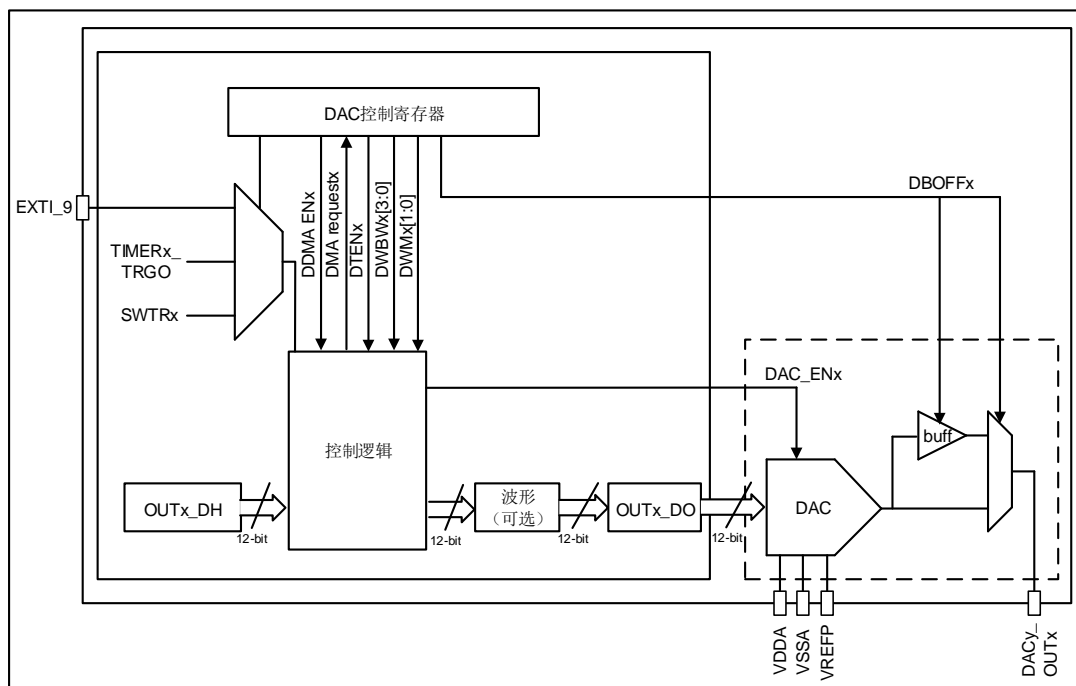 DAC控制寄存器
DBOFFx
EXTI_9
TIMERx_
TRGO
SWTRx
DDMA ENx
DMA requestx
DTENx
DWBWx[3:0]
DWMx[1:0]
DAC_ENx
buff
控制逻辑
OUTx_DH
12-bit
12-bit
波形
（可选）
12-bit
OUTx_DO
12-bit
DAC
VDDA
VSSA
VREFP
DACy_
OUTx